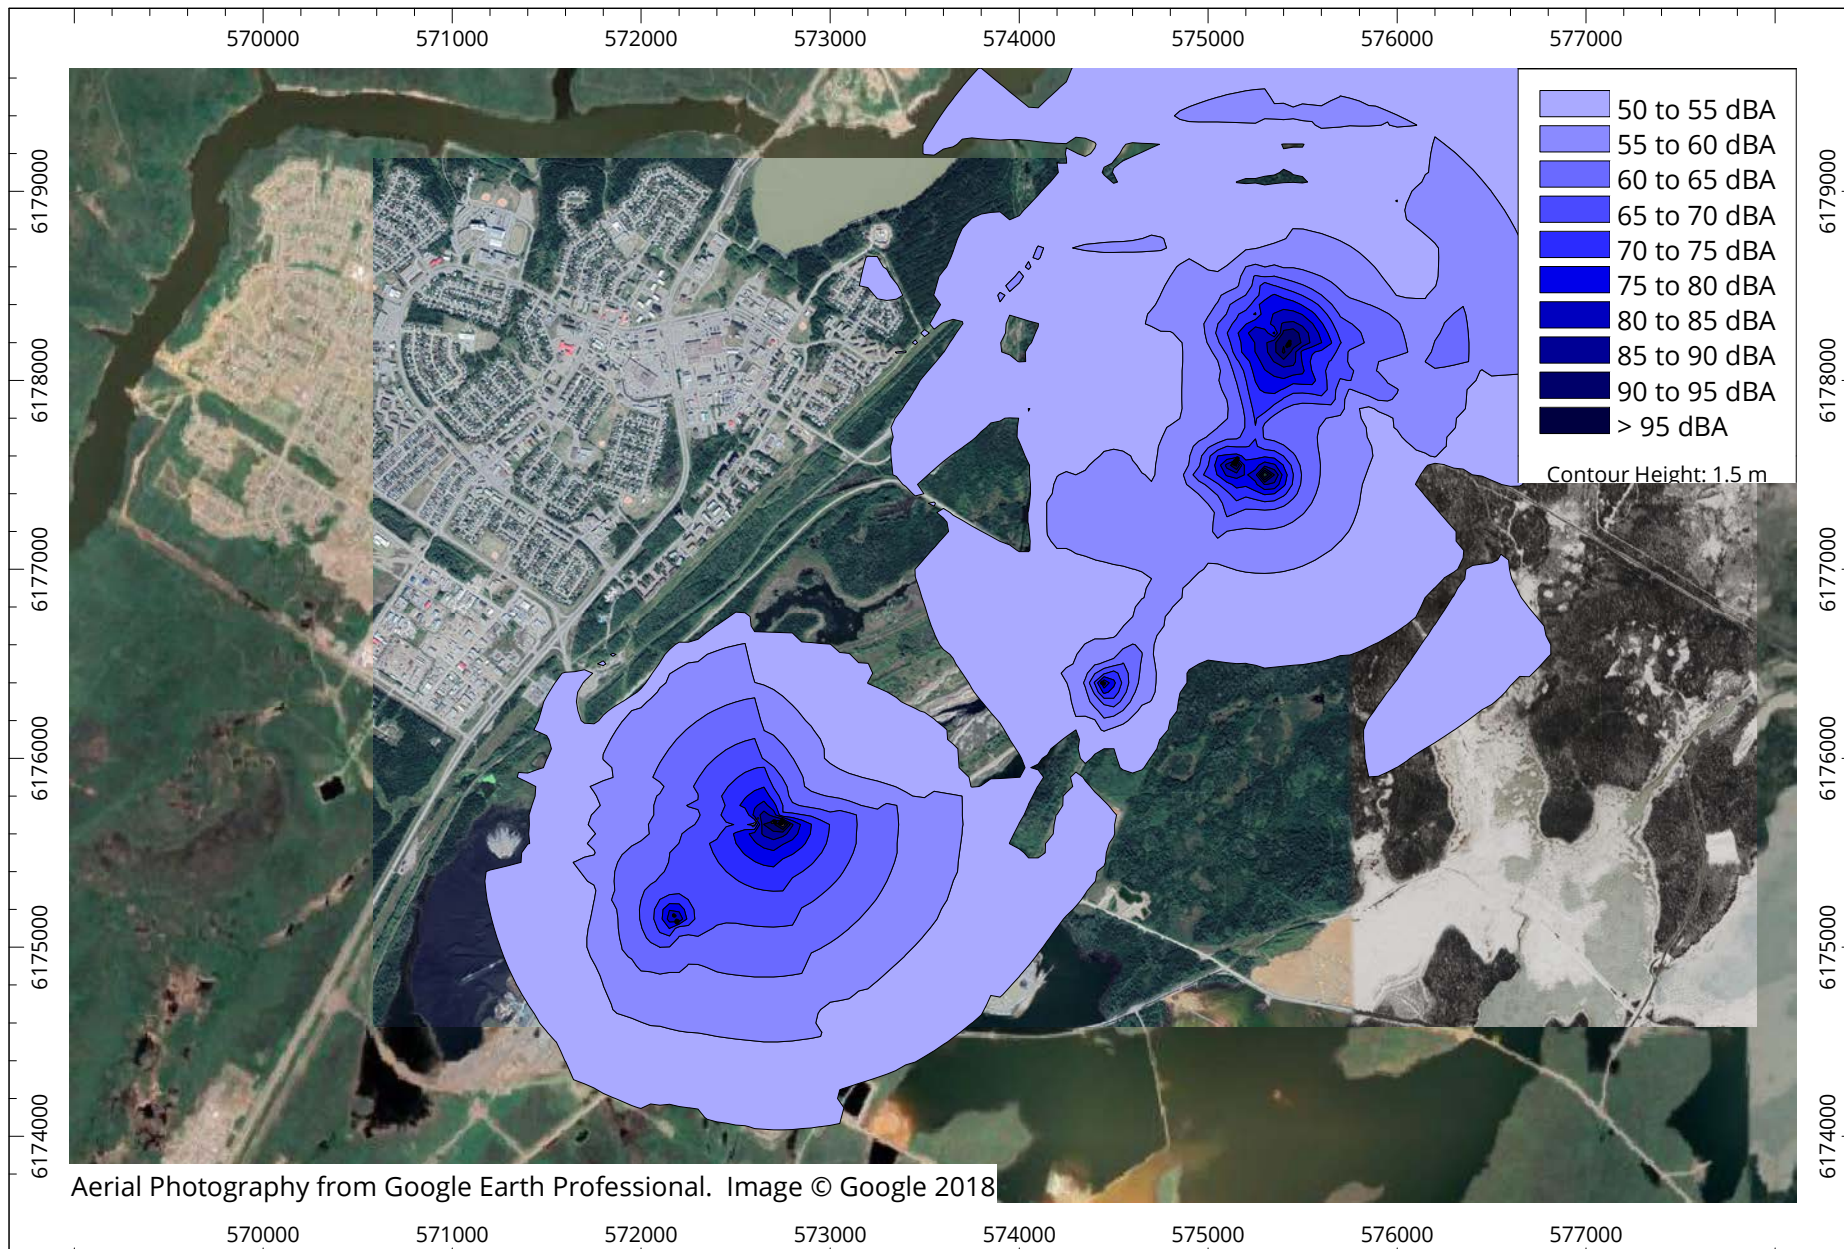 570000 571000 572000 573000 574000 575000 576000 577000
50 to 55 dBA
55 to 60 dBA
60 to 65 dBA
65 to 70 dBA
70 to 75 dBA
75 to 80 dBA
80 to 85 dBA
85 to 90 dBA
90 to 95 dBA
> 95 dBA
Contour Height: 1.5 m
6179000
6178000
6177000
6176000
6175000
6174000
6179000
6178000
6177000
6176000
6175000
6174000
Aerial Photography from Google Earth Professional. Image © Google 2018
570000 571000 572000 573000 574000 575000 576000 577000